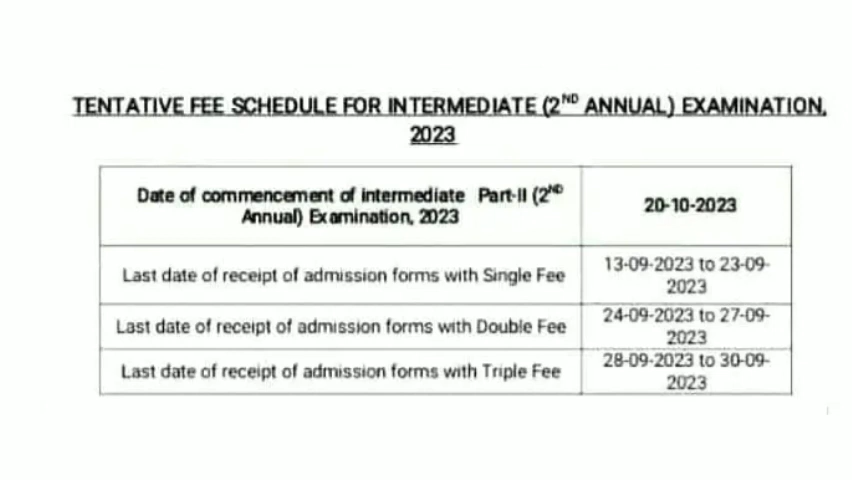 TENTATIVE FEE SCHEDULE FOR INTERMEDIATE (2ND ANNUAL) EXAMINATION,
2023
Date of commencement of intermediate Part-II (2ND
Annual) Examination, 2023
20-10-2023
Last date of receipt of admission forms with Single Fee
13-09-2023 to 23-09-
2023
Last date of receipt of admission forms with Double Fee
24-09-2023 to 27-09-
2023
Last date of receipt of admission forms with Triple Fee
28-09-2023 to 30-09-
2023